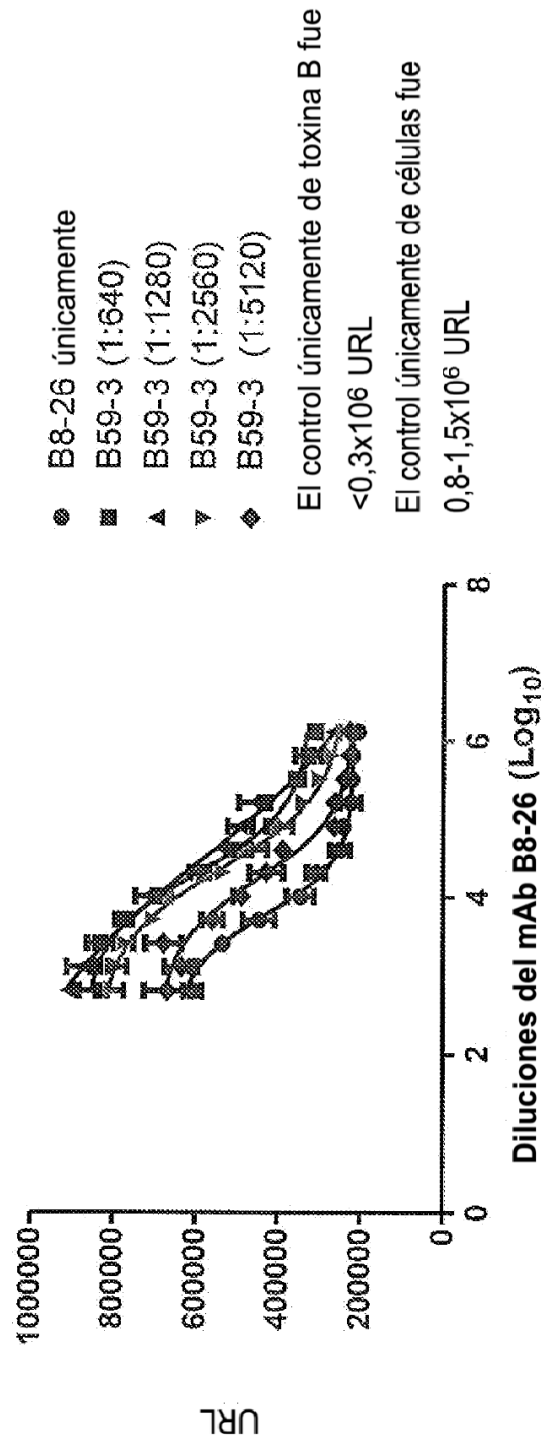 URL
1000000
800000
600000
400000
200000
0
0
2
4
6
8
Diluciones del mAb B8-26 (Log₁₀)
B8-26 únicamente
B59-3 (1:640)
B59-3 (1:1280)
B59-3 (1:2560)
B59-3 (1:5120)
El control únicamente de toxina B fue
<0,3x10⁶ URL
El control únicamente de células fue
0,8-1,5x10⁶ URL